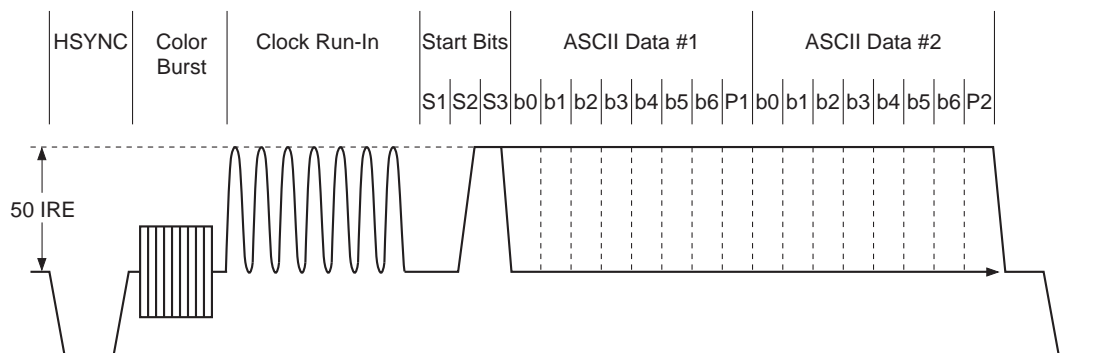 HSYNC Color Burst Clock Run-In Start Bits ASCII Data #1 ASCII Data #2
S1 S2 S3 b0 b1 b2 b3 b4 b5 b6 P1 b0 b1 b2 b3 b4 b5 b6 P2
50 IRE